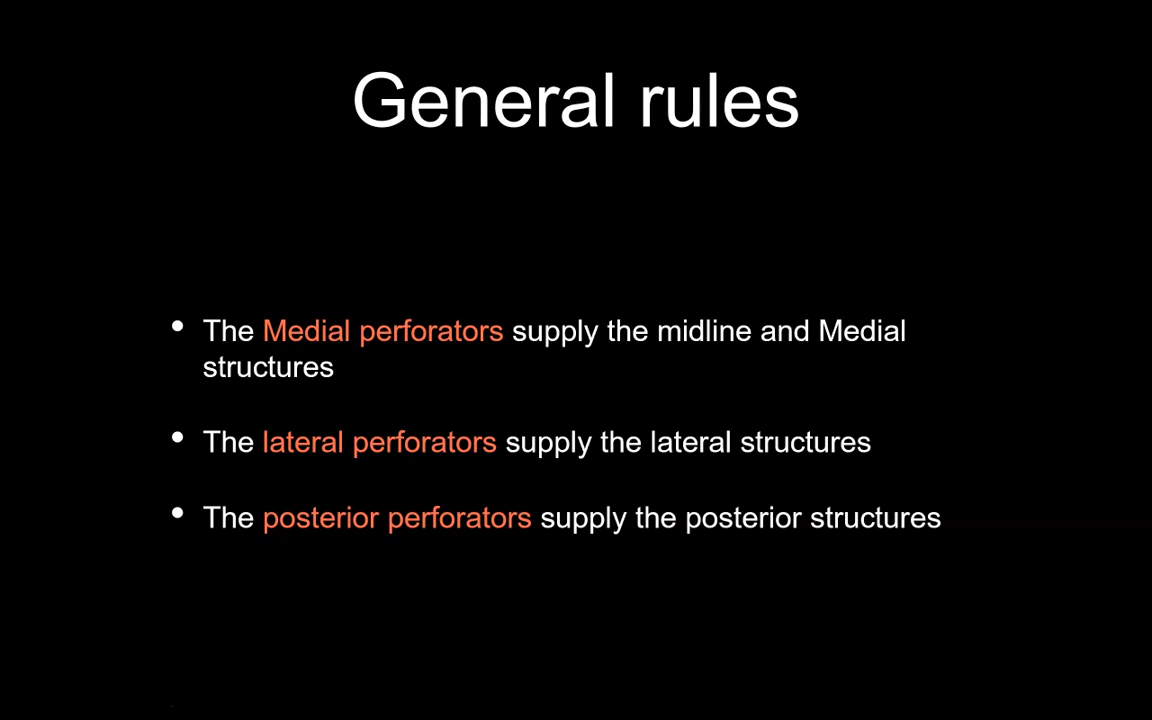 General rules
• The Medial perforators supply the midline and Medial
structures
• The lateral perforators supply the lateral structures
• The posterior perforators supply the posterior structures